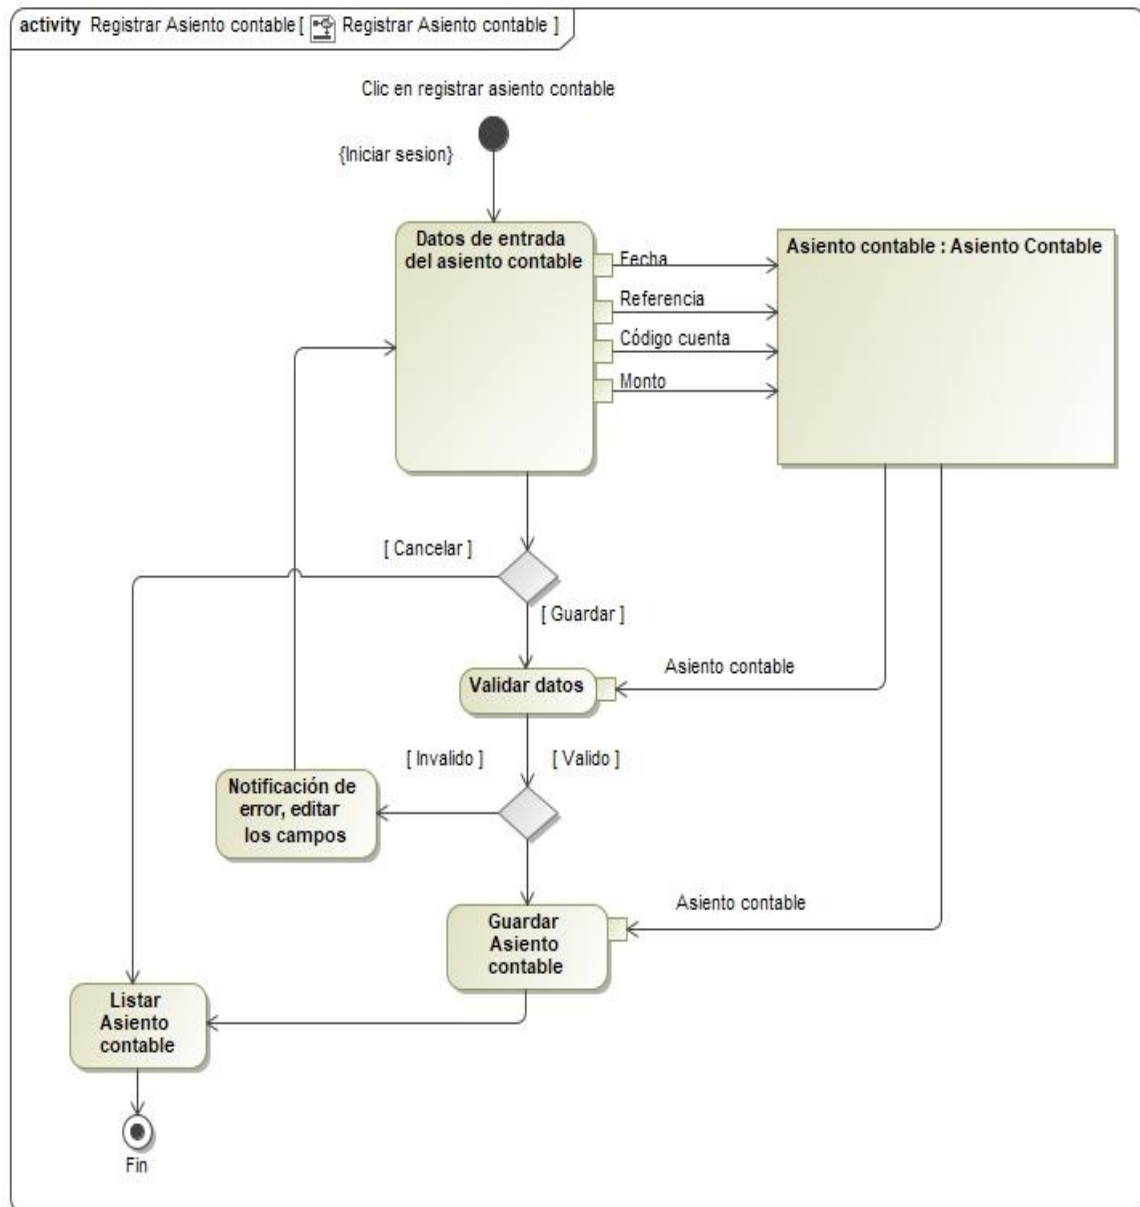 activity Registrar Asiento contable [ Registrar Asiento contable ]
Clic en registrar asiento contable
{Iniciar sesion}
Datos de entrada
del asiento contable
Fecha
Referencia
Código cuenta
Monto
Asiento contable : Asiento Contable
[ Cancelar ]
[ Guardar ]
Validar datos
Asiento contable
[ Invalido ]
[ Valido ]
Notificación de
error, editar
los campos
Guardar
Asiento
contable
Asiento contable
Listar
Asiento
contable
Fin